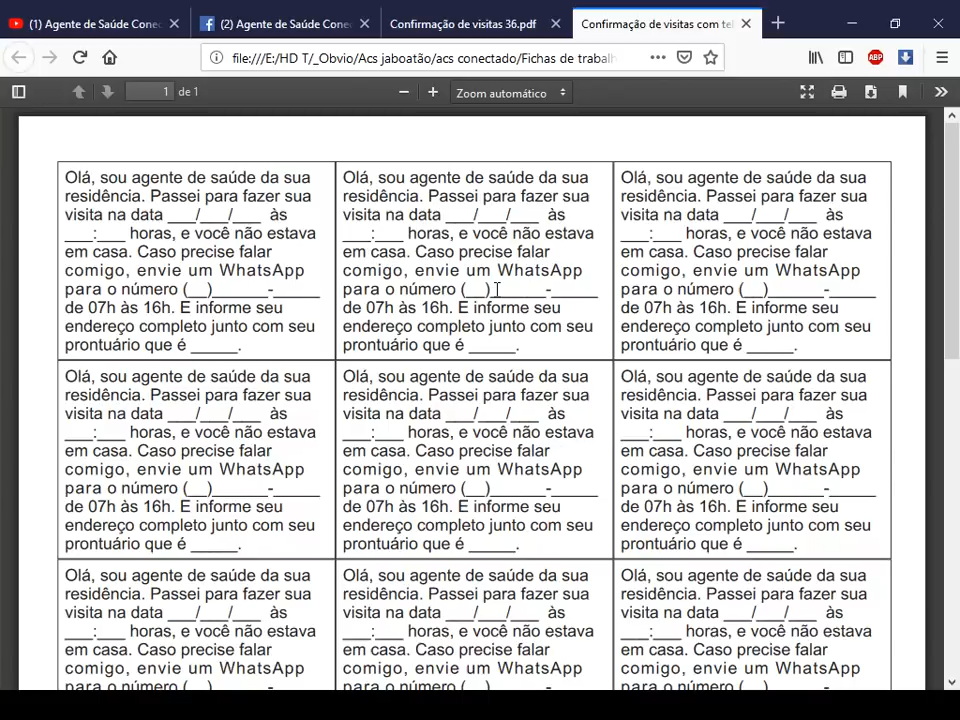 (1) Agente de Saúde Conec
(2) Agente de Saúde Cone
Confirmação de visitas 36.pdf
Confirmação de visitas com te
file:///E:/HD T/_Obvio/Acs jaboatão/acs conectado/Fichas de trabalh
ABP
1 de 1
Zoom automático
Olá, sou agente de saúde da sua
residência. Passei para fazer sua
visita na data ___/___/___ às
___:___ horas, e você não estava
em casa. Caso precise falar
comigo, envie um WhatsApp
para o número (__)______-_____
de 07h às 16h. E informe seu
endereço completo junto com seu
prontuário que é _____.
Olá, sou agente de saúde da sua
residência. Passei para fazer sua
visita na data ___/___/___ às
___:___ horas, e você não estava
em casa. Caso precise falar
comigo, envie um WhatsApp
para o número (__)______-_____
de 07h às 16h. E informe seu
endereço completo junto com seu
prontuário que é _____.
Olá, sou agente de saúde da sua
residência. Passei para fazer sua
visita na data ___/___/___ às
___:___ horas, e você não estava
em casa. Caso precise falar
comigo, envie um WhatsApp
para o número (__)______-_____
de 07h às 16h. E informe seu
endereço completo junto com seu
prontuário que é _____.
Olá, sou agente de saúde da sua
residência. Passei para fazer sua
visita na data ___/___/___ às
___:___ horas, e você não estava
em casa. Caso precise falar
comigo, envie um WhatsApp
para o número (__)______-_____
de 07h às 16h. E informe seu
endereço completo junto com seu
prontuário que é _____.
Olá, sou agente de saúde da sua
residência. Passei para fazer sua
visita na data ___/___/___ às
___:___ horas, e você não estava
em casa. Caso precise falar
comigo, envie um WhatsApp
para o número (__)______-_____
de 07h às 16h. E informe seu
endereço completo junto com seu
prontuário que é _____.
Olá, sou agente de saúde da sua
residência. Passei para fazer sua
visita na data ___/___/___ às
___:___ horas, e você não estava
em casa. Caso precise falar
comigo, envie um WhatsApp
para o número (__)______-_____
de 07h às 16h. E informe seu
endereço completo junto com seu
prontuário que é _____.
Olá, sou agente de saúde da sua
residência. Passei para fazer sua
visita na data ___/___/___ às
___:___ horas, e você não estava
em casa. Caso precise falar
comigo, envie um WhatsApp
para o número (__)______-_____
Olá, sou agente de saúde da sua
residência. Passei para fazer sua
visita na data ___/___/___ às
___:___ horas, e você não estava
em casa. Caso precise falar
comigo, envie um WhatsApp
para o número (__)______-_____
Olá, sou agente de saúde da sua
residência. Passei para fazer sua
visita na data ___/___/___ às
___:___ horas, e você não estava
em casa. Caso precise falar
comigo, envie um WhatsApp
para o número (__)______-_____